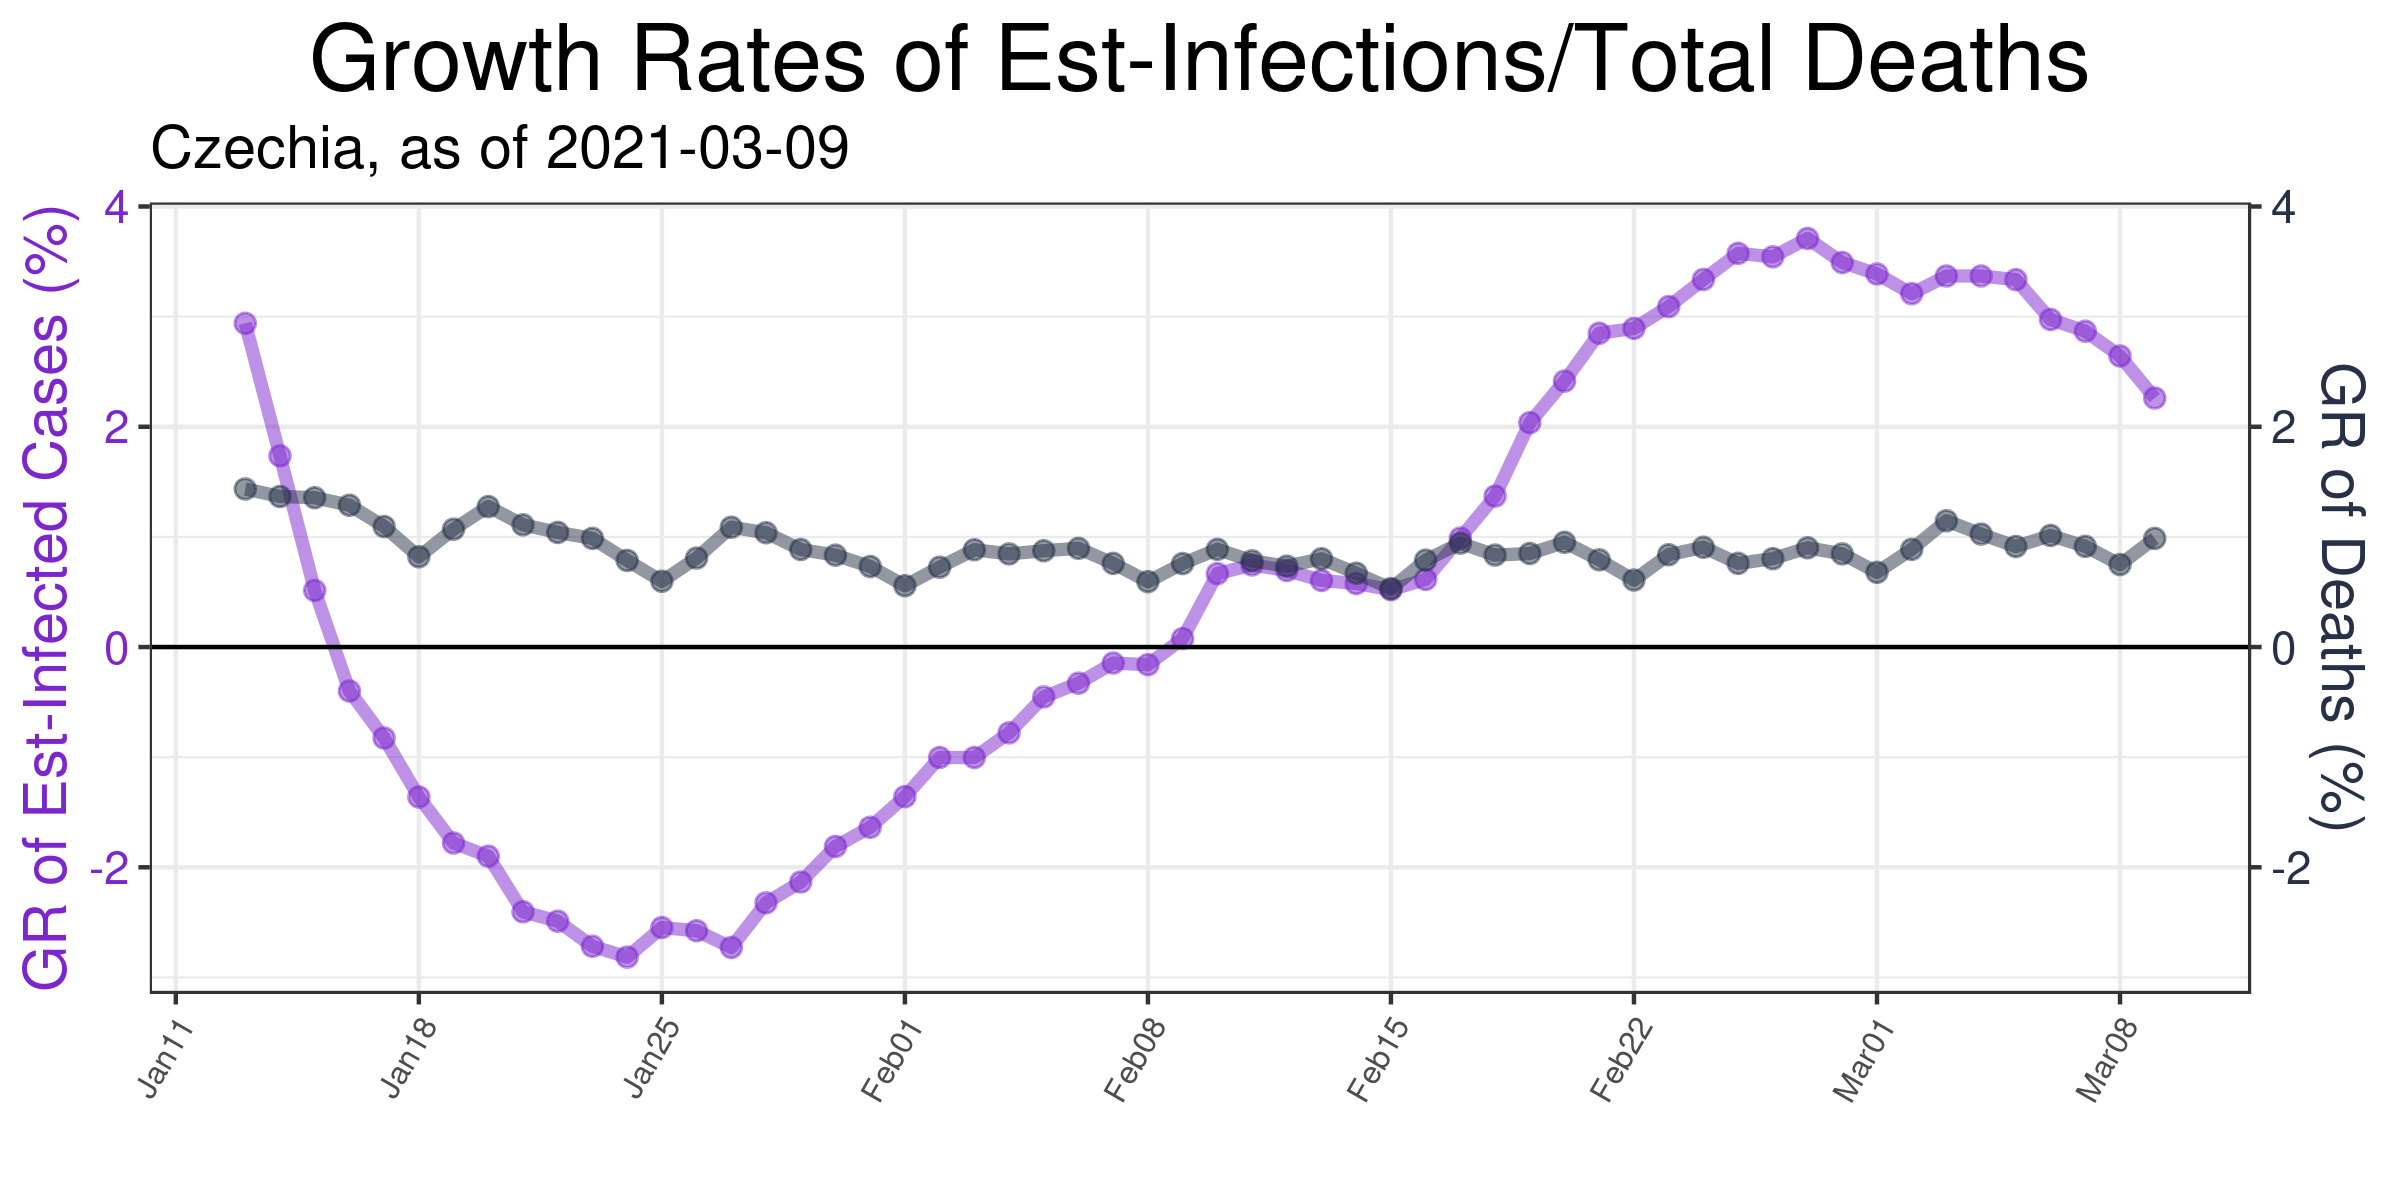 Growth Rates of Est-Infections/Total Deaths
Czechia, as of 2021-03-09
GR of Est-Infected Cases (%)
4
2
0
-2
4
2
0
-2
GR of Deaths (%)
Jan11
Jan18
Jan25
Feb01
Feb08
Feb15
Feb22
Mar01
Mar08